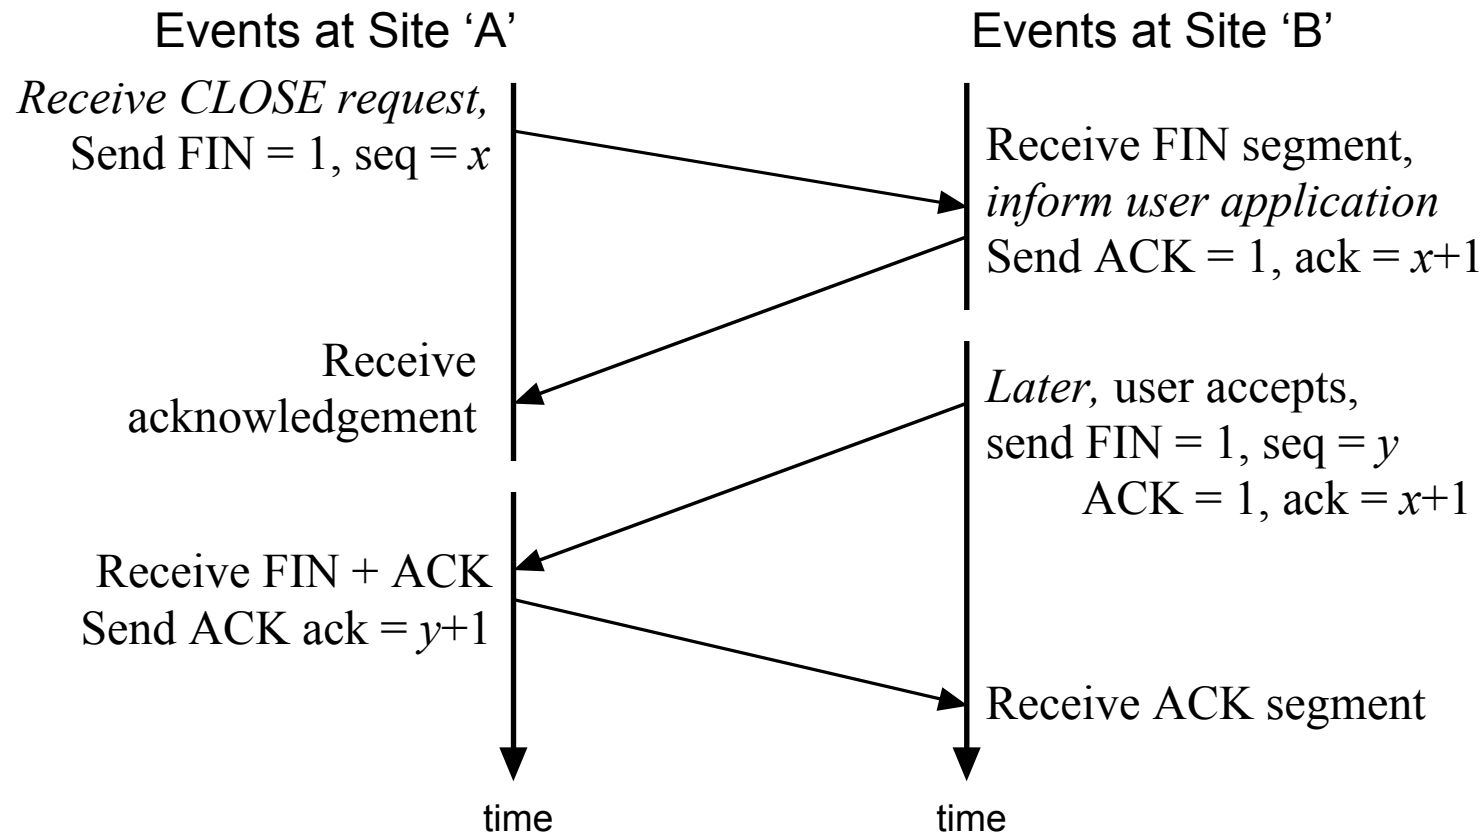 Events at Site ‘A’
Events at Site ‘B’
Receive CLOSE request,
Send FIN = 1, seq = x
Receive FIN segment,
inform user application
Send ACK = 1, ack = x+1
Receive
acknowledgement
Later, user accepts,
send FIN = 1, seq = y
ACK = 1, ack = x+1
Receive FIN + ACK
Send ACK ack = y+1
Receive ACK segment
time
time